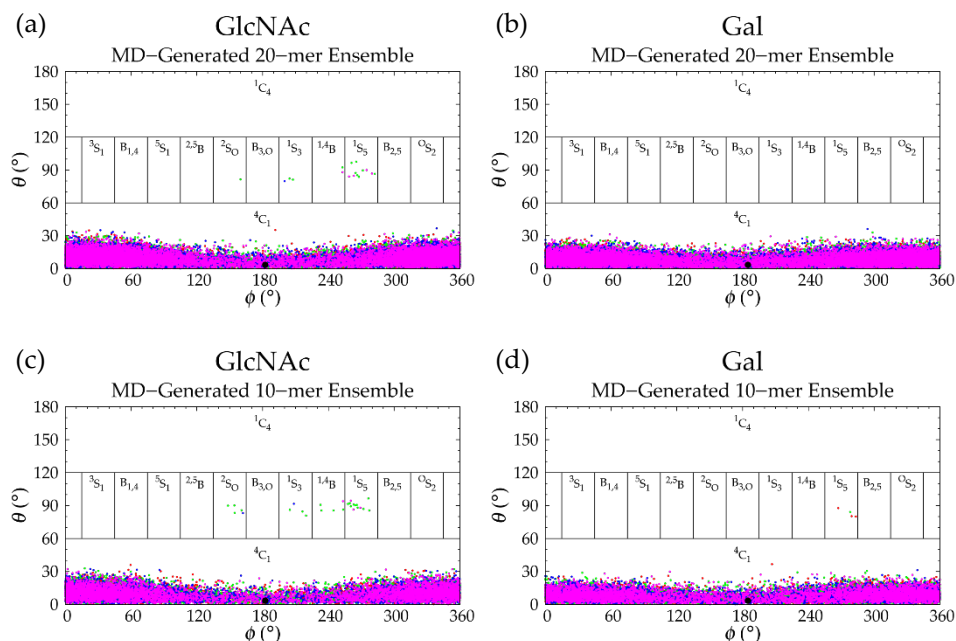 (a) GlcNAc
MD−Generated 20−mer Ensemble
180
150
120
90
60
30
0
θ (°)
¹C₄
³S₁ B₁,₄ ⁵S₁ ²,⁵B ²Sₒ B₃,ₒ ¹S₃ ¹,⁴B ¹S₅ B₂,₅ ᴼS₂
⁴C₁
0 60 120 180 240 300 360
ϕ (°)
(b) Gal
MD−Generated 20−mer Ensemble
180
150
120
90
60
30
0
θ (°)
¹C₄
³S₁ B₁,₄ ⁵S₁ ²,⁵B ²Sₒ B₃,ₒ ¹S₃ ¹,⁴B ¹S₅ B₂,₅ ᴼS₂
⁴C₁
0 60 120 180 240 300 360
ϕ (°)
(c) GlcNAc
MD−Generated 10−mer Ensemble
180
150
120
90
60
30
0
θ (°)
¹C₄
³S₁ B₁,₄ ⁵S₁ ²,⁵B ²Sₒ B₃,ₒ ¹S₃ ¹,⁴B ¹S₅ B₂,₅ ᴼS₂
⁴C₁
0 60 120 180 240 300 360
ϕ (°)
(d) Gal
MD−Generated 10−mer Ensemble
180
150
120
90
60
30
0
θ (°)
¹C₄
³S₁ B₁,₄ ⁵S₁ ²,⁵B ²Sₒ B₃,ₒ ¹S₃ ¹,⁴B ¹S₅ B₂,₅ ᴼS₂
⁴C₁
0 60 120 180 240 300 360
ϕ (°)